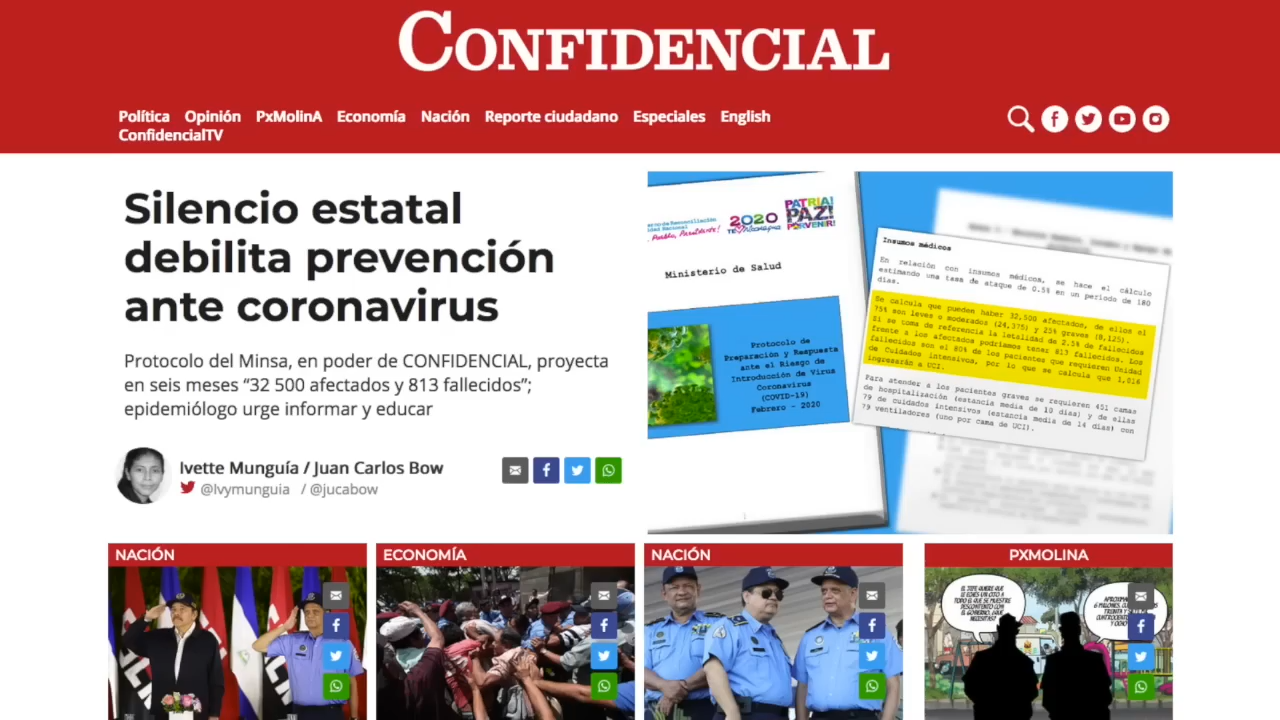 CONFIDENCIAL
Política Opinión PxMolinA Economía Nación Reporte ciudadano Especiales English
ConfidencialTV
Silencio estatal
debilita prevención
ante coronavirus
Protocolo del Minsa, en poder de CONFIDENCIAL, proyecta
en seis meses “32 500 afectados y 813 fallecidos”;
epidemiólogo urge informar y educar
Ivette Munguía / Juan Carlos Bow
@Ivymunguia / @jucabow
2020
PATRIA!
PAZ!
PORVENIR!
Ministerio de Salud
Protocolo de
Preparación y Respuesta
ante el Riesgo de
Introducción de Virus
Coronavirus
(COVID-19)
Febrero - 2020
Insumos médicos
En relación con insumos médicos, se hace el cálculo
estimando una tasa de ataque de 0.5% en un período de 180
días.
Se calcula que pueden haber 32,500 afectados, de ellos el
75% son leves o moderados (24,375) y 25% graves (8,125).
Si se toma de referencia la letalidad de 2.5% de fallecidos
frente a los afectados podríamos tener 813 fallecidos. Los
fallecidos son el 80% de los pacientes que requieren Unidad
de Cuidados intensivos, por lo que se calcula que 1,016
ingresarán a UCI.
Para atender a los pacientes graves se requieren 451 camas
de hospitalización (estancia media de 10 días) y de ellas
79 de cuidados intensivos (estancia media de 14 días) con
79 ventiladores (uno por cama de UCI).
NACIÓN
ECONOMÍA
NACIÓN
PXMOLINA
EL JEFE QUIERE QUE